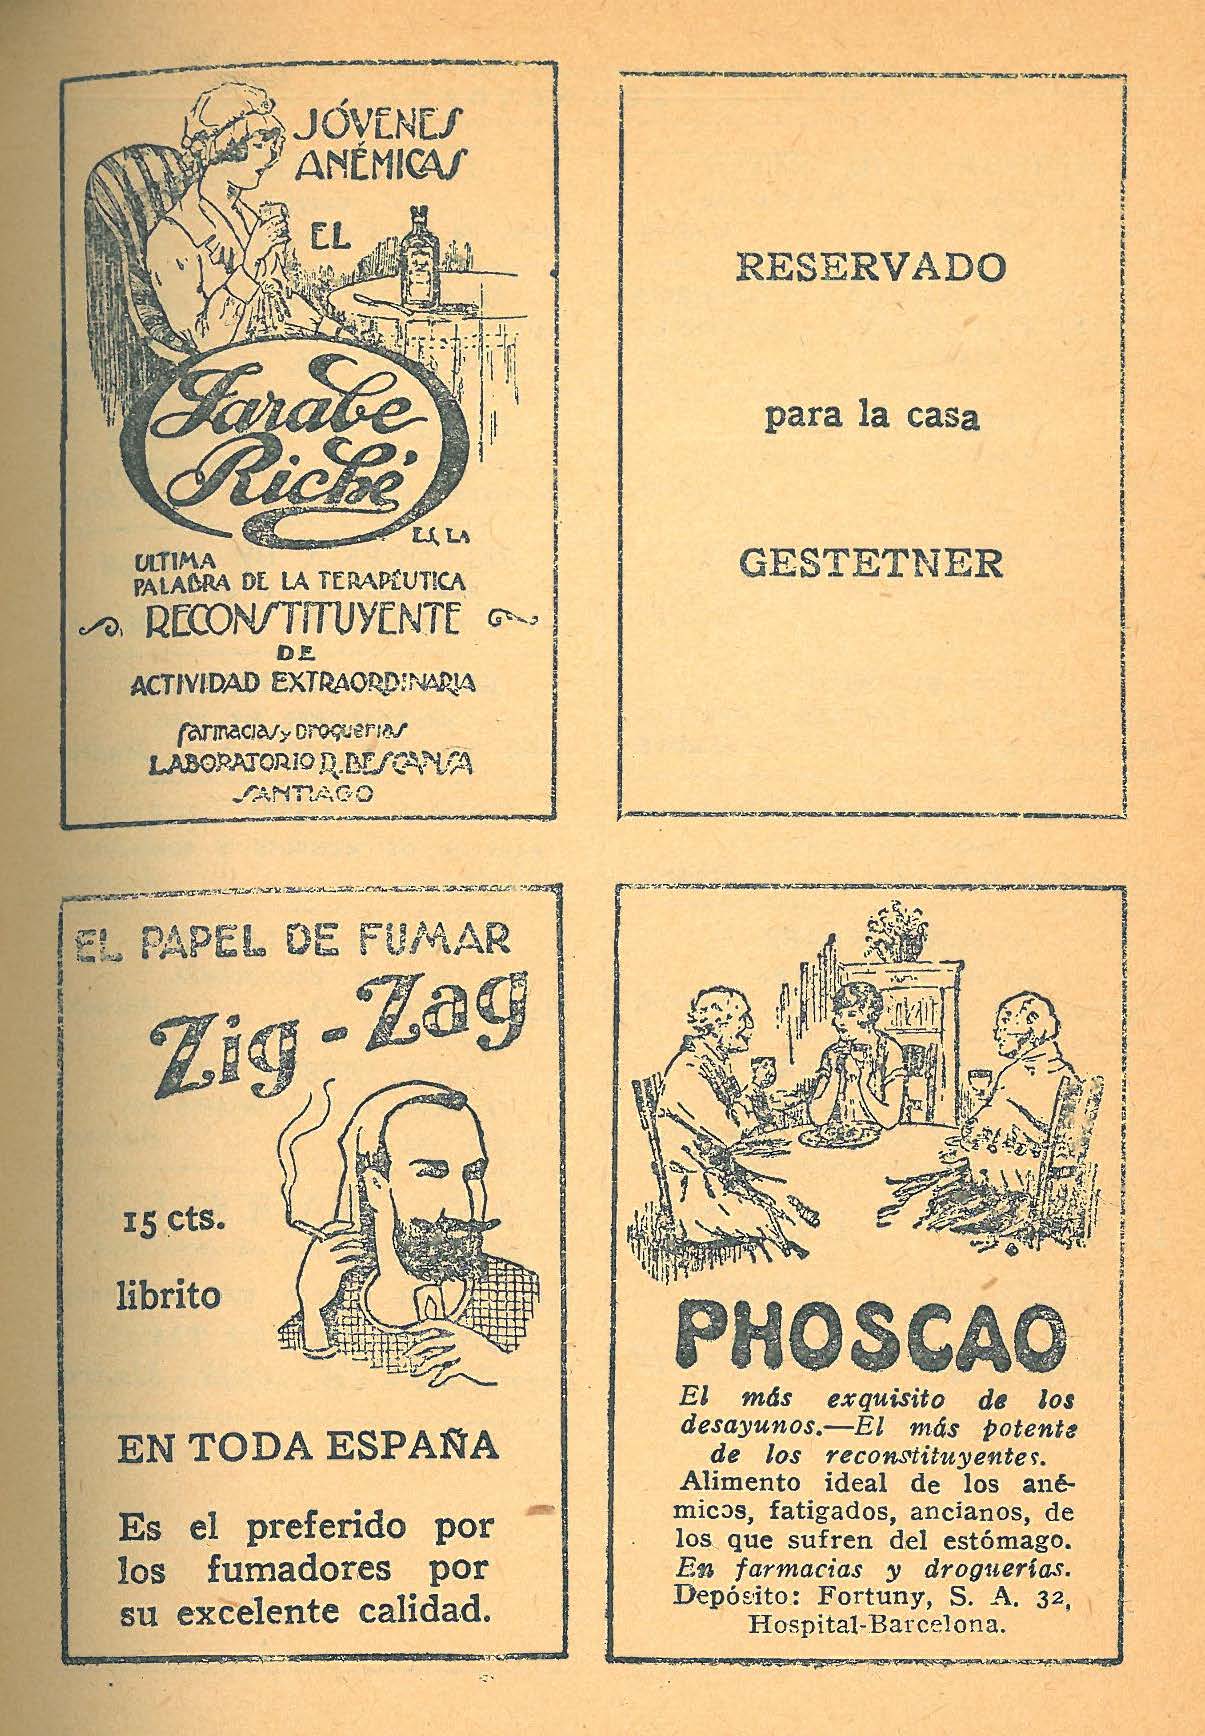 JÓVENES
ANÉMICAS
EL
Jarabe
Riché
ES LA
ULTIMA
PALABRA DE LA TERAPÉUTICA
RECONSTITUYENTE
DE
ACTIVIDAD EXTRAORDINARIA
farmacias y Droguerias
LABORATORIO R. BESCANSA
SANTIAGO
RESERVADO
para la casa
GESTETNER
EL PAPEL DE FUMAR
Zig-Zag
15 cts.
librito
EN TODA ESPAÑA
Es el preferido por
los fumadores por
su excelente calidad.
PHOSCAO
El más exquisito de los
desayunos.—El más potente
de los reconstituyentes.
Alimento ideal de los ané-
micos, fatigados, ancianos, de
los que sufren del estómago.
En farmacias y droguerías.
Depósito: Fortuny, S. A. 32,
Hospital-Barcelona.